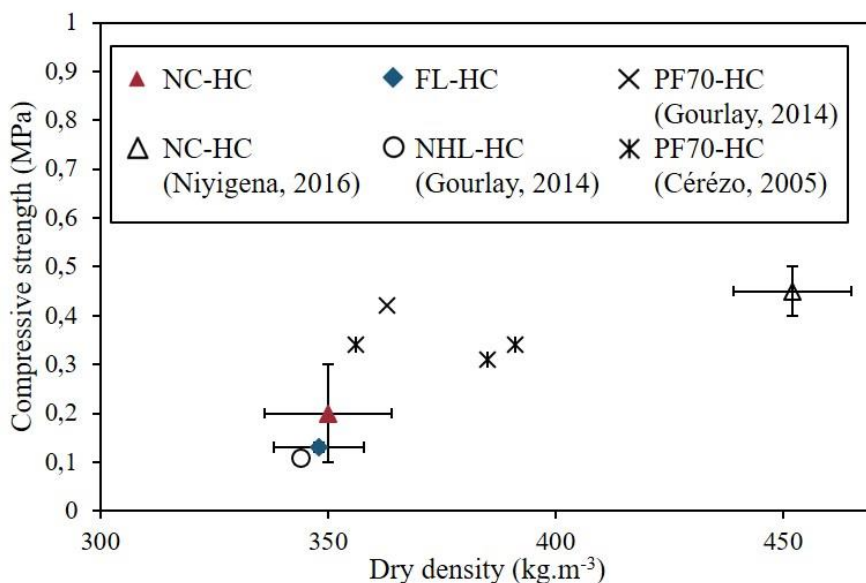 1
0,9
0,8
0,7
0,6
0,5
0,4
0,3
0,2
0,1
0
Compressive strength (MPa)
NC-HC
FL-HC
PF70-HC
(Gourlay, 2014)
NC-HC
(Niyigena, 2016)
NHL-HC
(Gourlay, 2014)
PF70-HC
(Cérézo, 2005)
300
350
400
450
Dry density (kg.m⁻³)